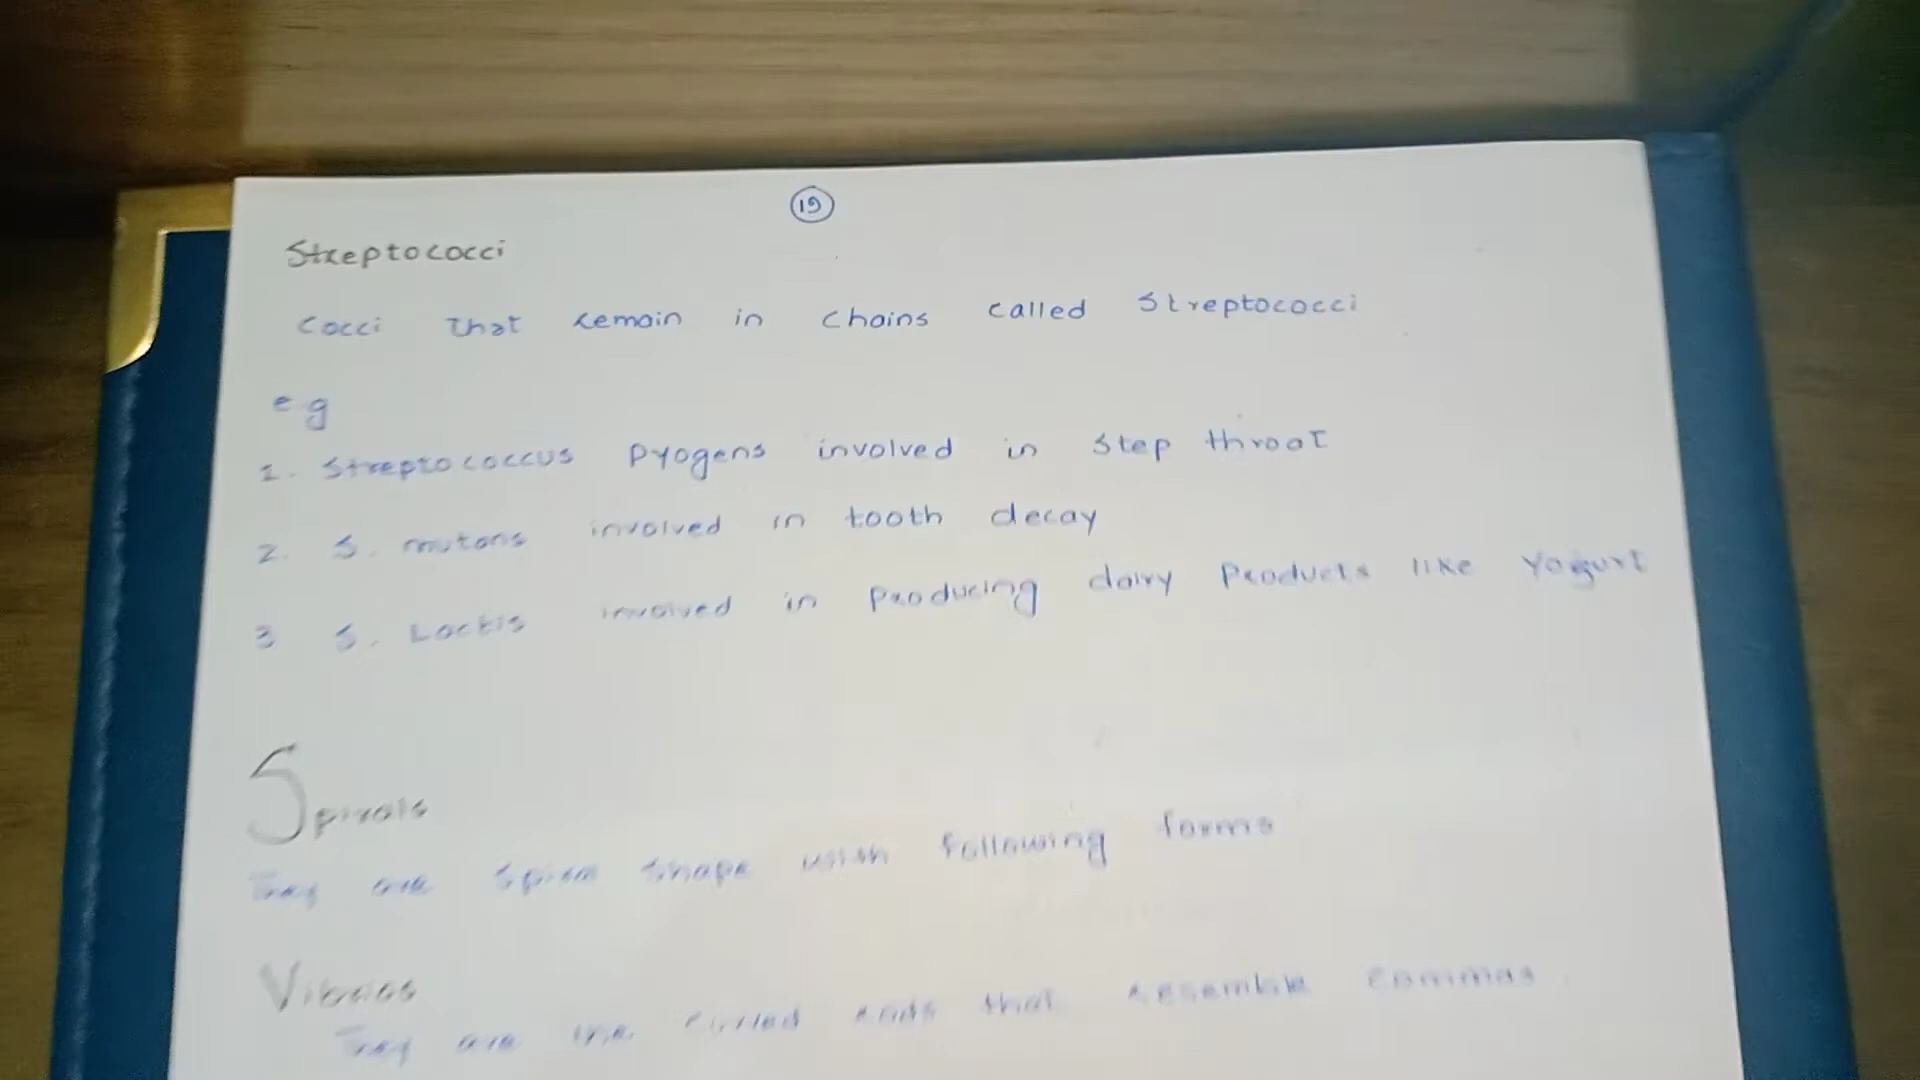 19
Streptococci
Cocci That remain in chains called Streptococci
eg
1. Streptococcus Pyogens involved in Step throat
2. S. mutans involved in tooth decay
3 S. Lactis involved in Producing dairy Products like Yogurt
Spirals
They are Spiral Shape with following forms
Vibrios
They are the rods that resemble commas